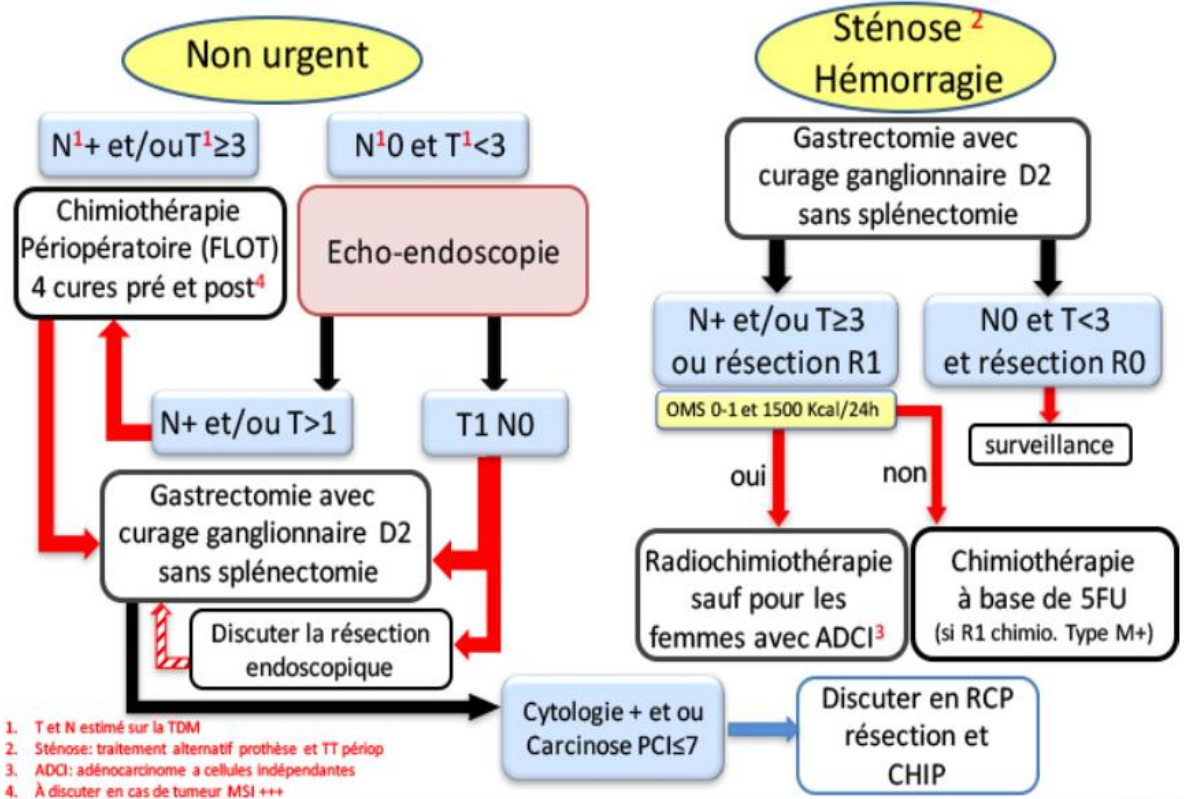 Non urgent
N¹+ et/ouT¹≥3
N¹0 et T¹<3
Chimiothérapie
Périopératoire (FLOT)
4 cures pré et post⁴
Echo-endoscopie
N+ et/ou T>1
T1 N0
Gastrectomie avec
curage ganglionnaire D2
sans splénectomie
Discuter la résection
endoscopique
Sténose ²
Hémorragie
Gastrectomie avec
curage ganglionnaire D2
sans splénectomie
N+ et/ou T≥3
ou résection R1
N0 et T<3
et résection R0
OMS 0-1 et 1500 Kcal/24h
surveillance
oui
non
Radiochimiothérapie
sauf pour les
femmes avec ADCI³
Chimiothérapie
à base de 5FU
(si R1 chimio. Type M+)
Cytologie + et ou
Carcinose PCI≤7
Discuter en RCP
résection et
CHIP
1. T et N estimé sur la TDM
2. Sténose: traitement alternatif prothèse et TT périop
3. ADCI: adénocarcinome a cellules indépendantes
4. À discuter en cas de tumeur MSI +++